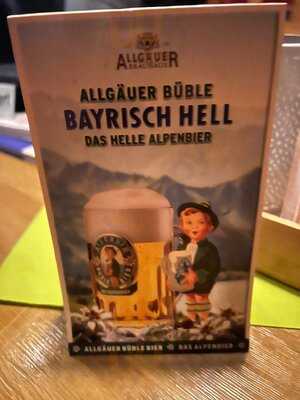 ALLGÄUER
BRAUHAUS
ALLGÄUER BÜBLE
BAYRISCH HELL
DAS HELLE ALPENBIER
ALLGÄUER BÜBLE BIER DAS ALPENBIER